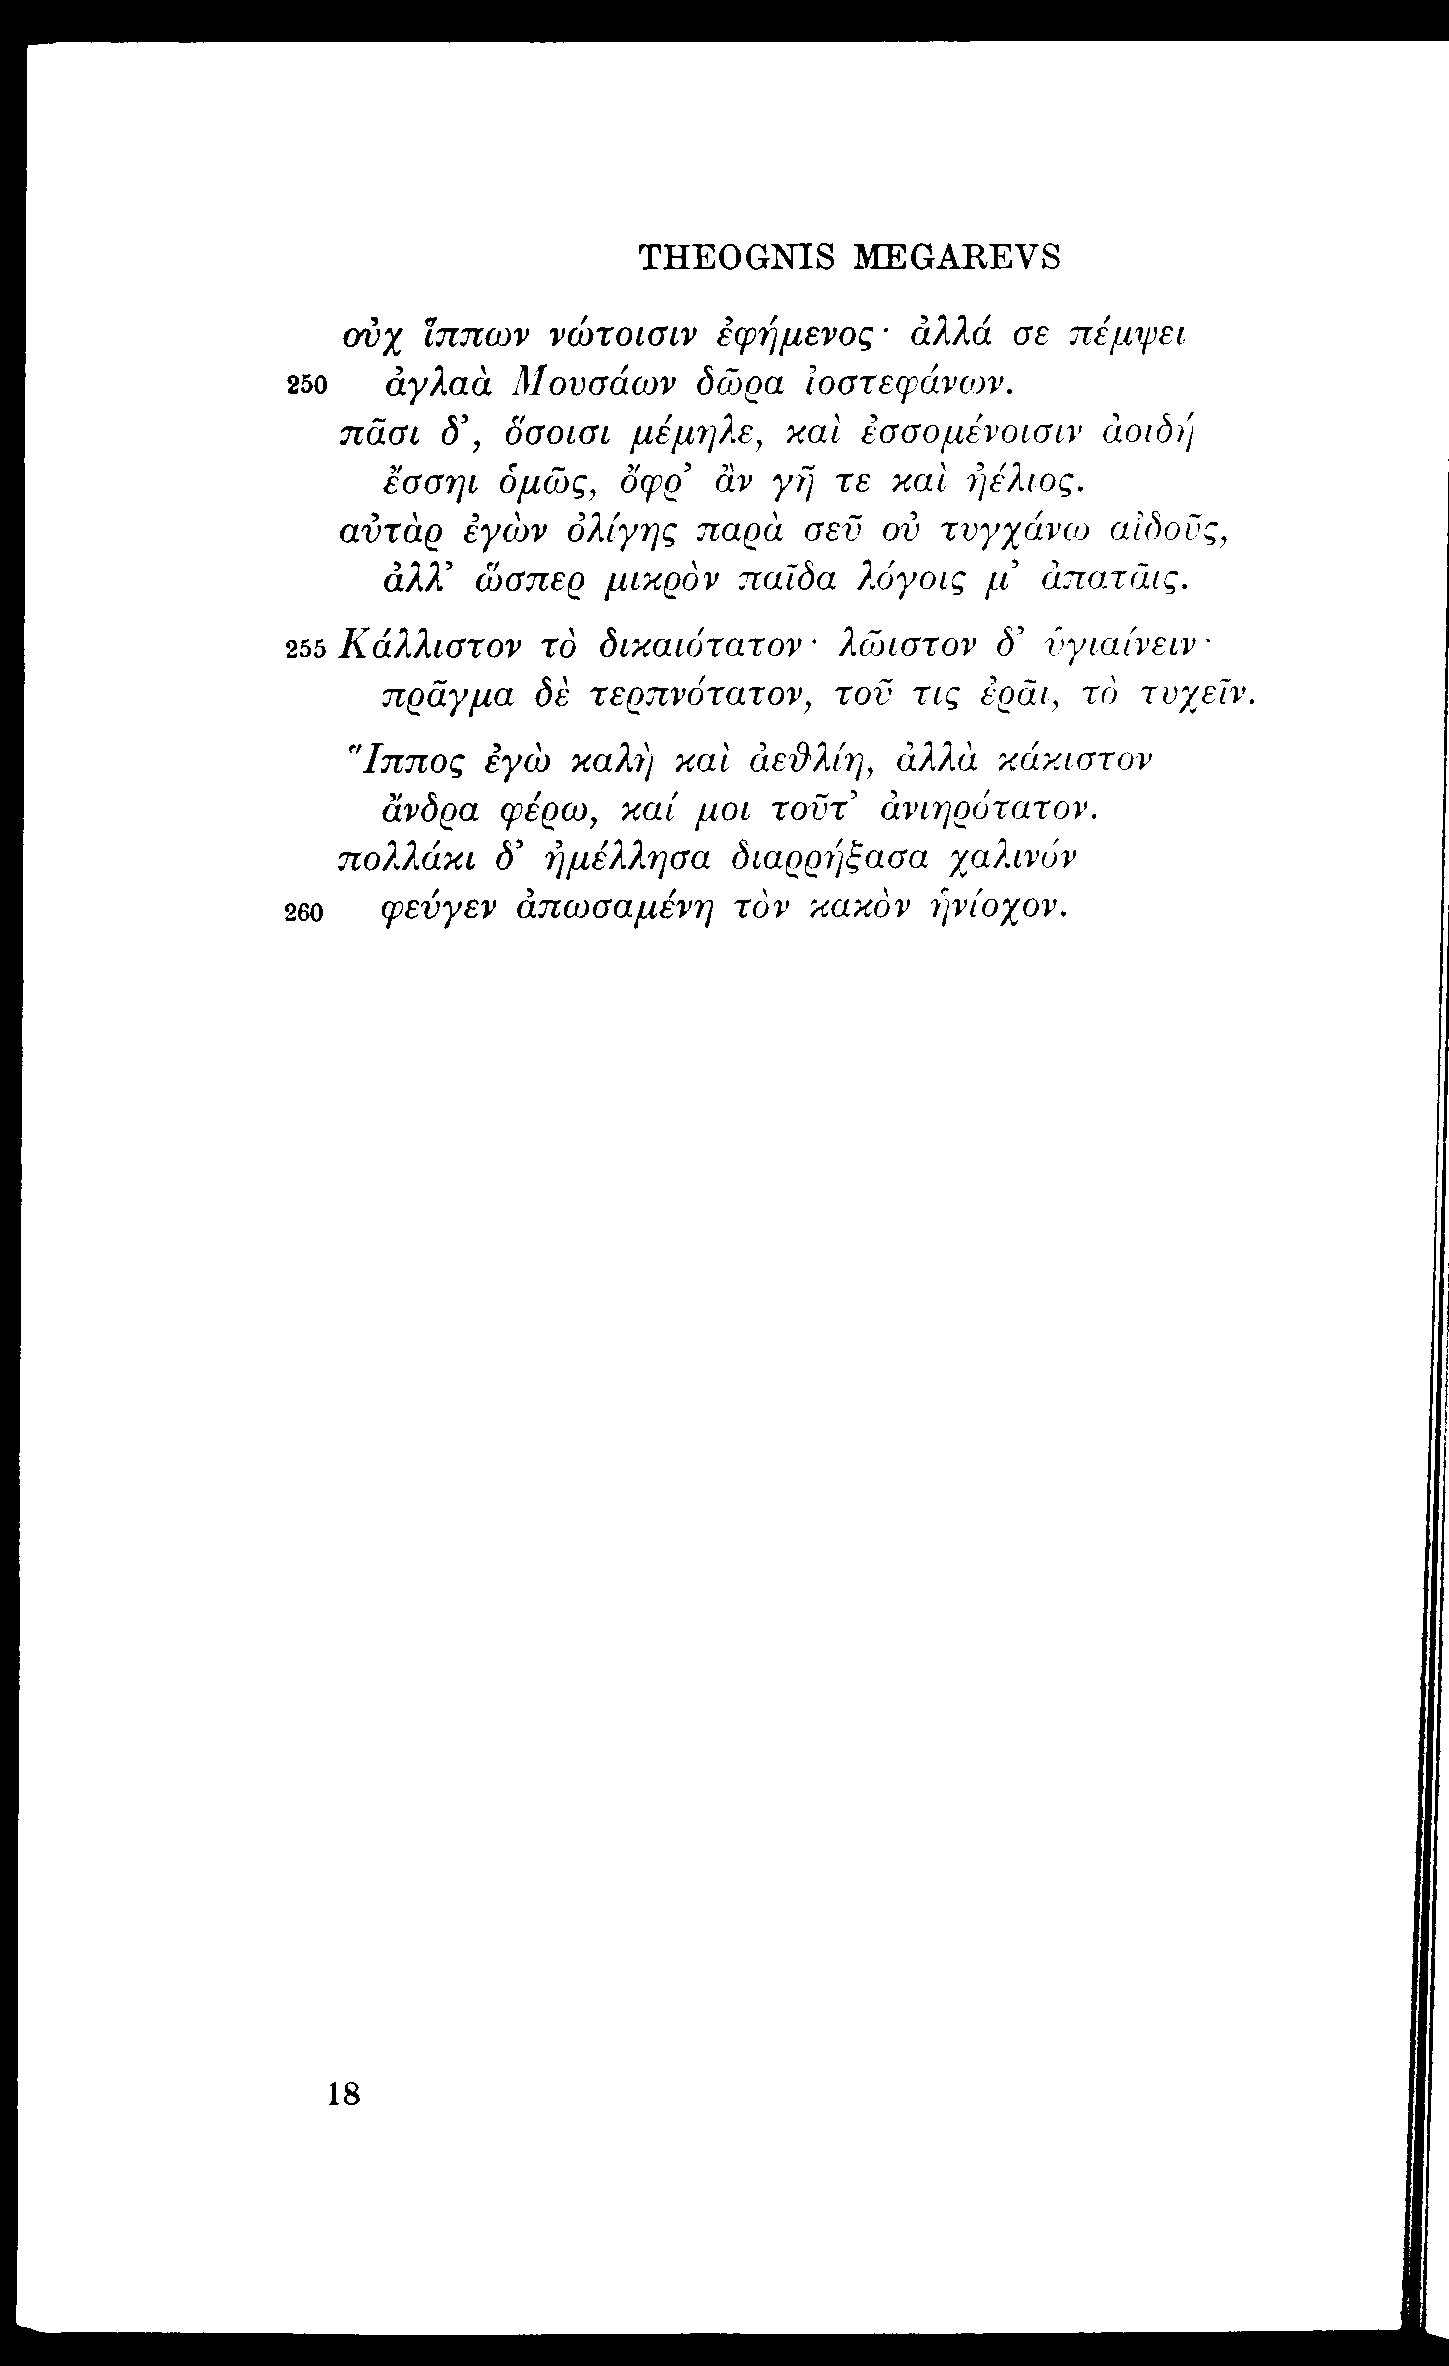 THEOGNIS MEGAREVS
οὐχ ἵππων νώτοισιν ἐφήμενος· ἀλλά σε πέμψει
250 ἀγλαὰ Μουσάων δῶρα ἰοστεφάνων.
πᾶσι δ’, ὅσοισι μέμηλε, καὶ ἐσσομένοισιν ἀοιδή
ἔσσηι ὁμῶς, ὄφρ’ ἂν γῆ τε καὶ ἠέλιος.
αὐτὰρ ἐγὼν ὀλίγης παρὰ σεῦ οὐ τυγχάνω αἰδοῦς,
ἀλλ’ ὥσπερ μικρὸν παῖδα λόγοις μ’ ἀπατᾶις.
255 Κάλλιστον τὸ δικαιότατον· λῶιστον δ’ ὑγιαίνειν·
πρᾶγμα δὲ τερπνότατον, τοῦ τις ἐρᾶι, τὸ τυχεῖν.
Ἵππος ἐγὼ καλὴ καὶ ἀεθλίη, ἀλλὰ κάκιστον
ἄνδρα φέρω, καί μοι τοῦτ’ ἀνιηρότατον.
πολλάκι δ’ ἠμέλλησα διαρρήξασα χαλινόν
260 φεύγεν ἀπωσαμένη τὸν κακὸν ἡνίοχον.
18